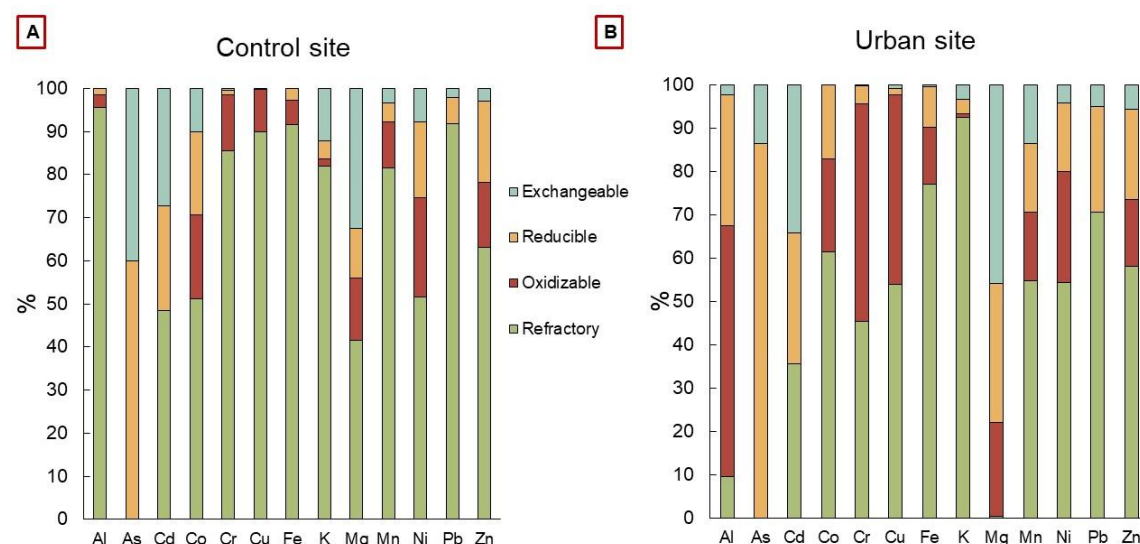 A
Control site
%
100
90
80
70
60
50
40
30
20
10
0
Al As Cd Co Cr Cu Fe K Mg Mn Ni Pb Zn
Exchangeable
Reducible
Oxidizable
Refractory
B
Urban site
%
100
90
80
70
60
50
40
30
20
10
0
Al As Cd Co Cr Cu Fe K Mg Mn Ni Pb Zn